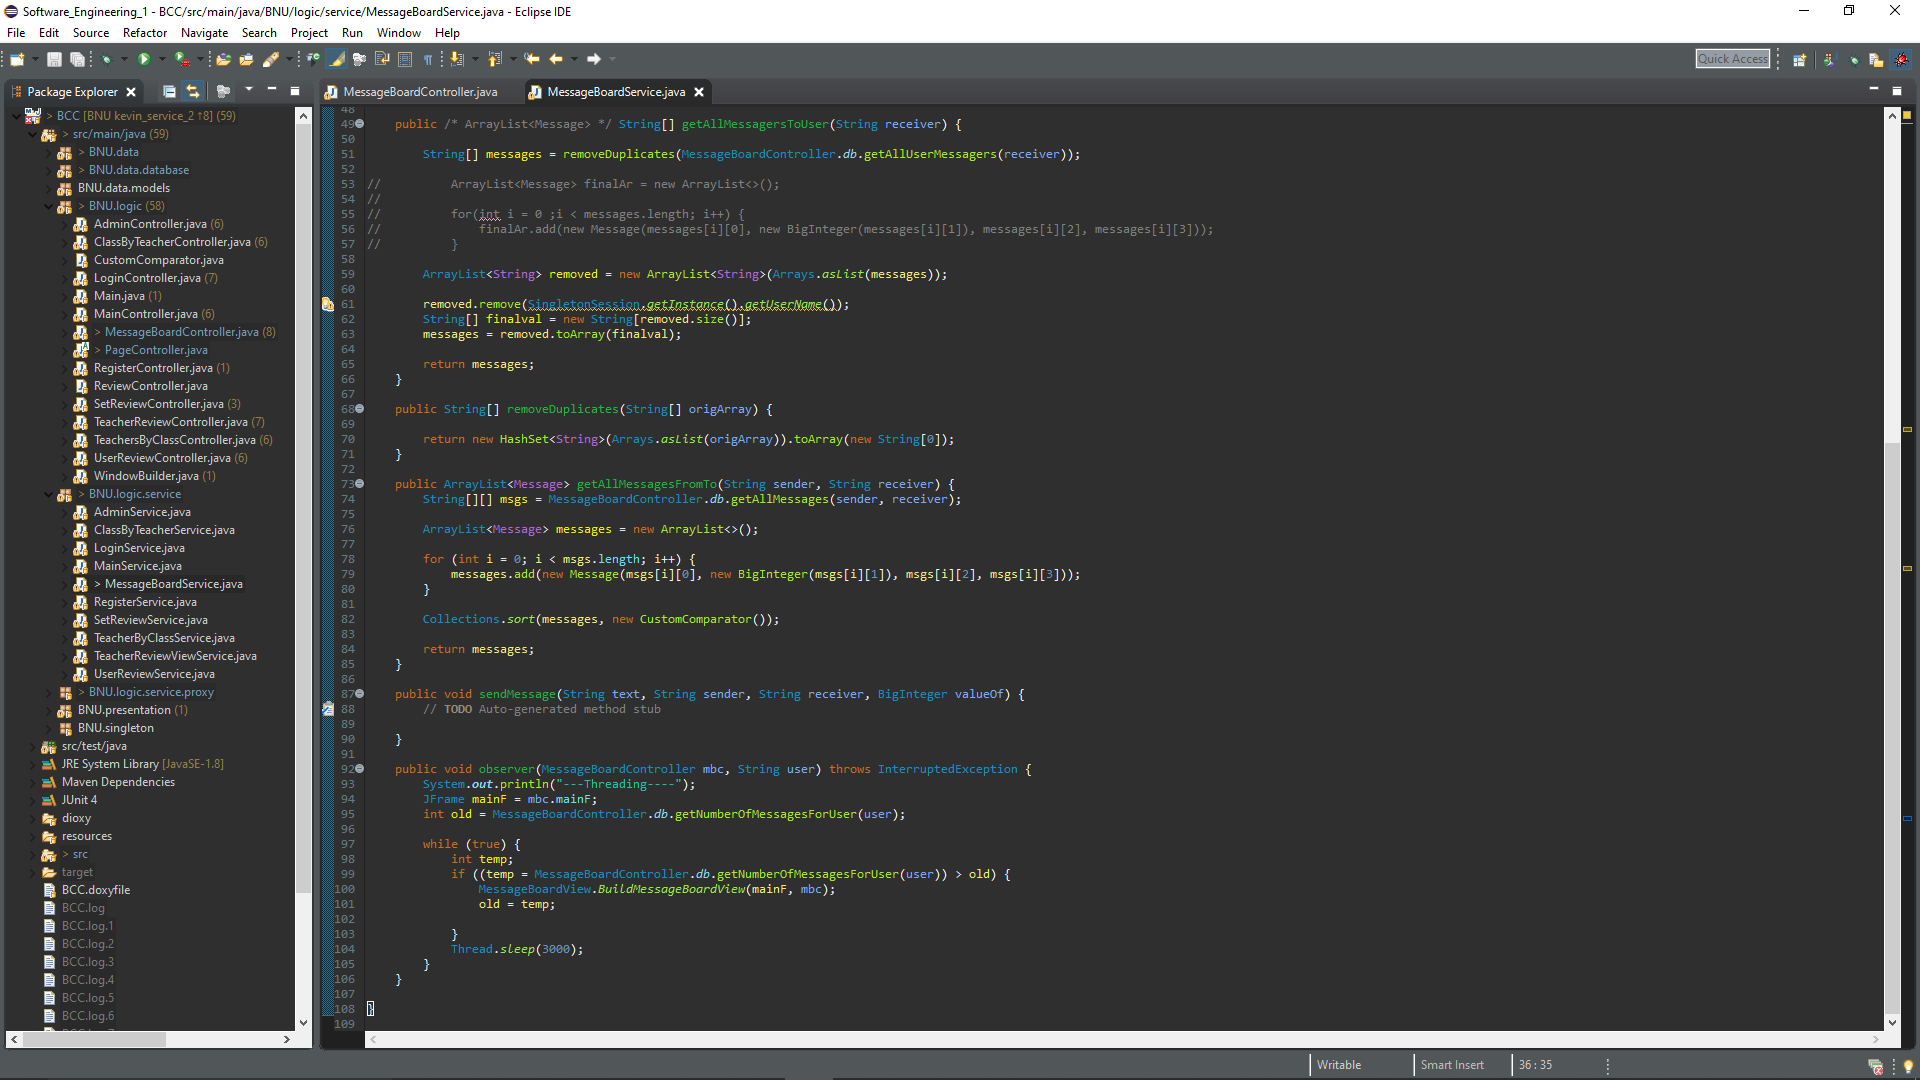 Software_Engineering_1 - BCC/src/main/java/BNU/logic/service/MessageBoardService.java - Eclipse IDE
File Edit Source Refactor Navigate Search Project Run Window Help
Quick Access
Package Explorer
BCC [BNU kevin_service_2 ↑8] (59)
src/main/java (59)
> BNU.data
> BNU.data.database
BNU.data.models
> BNU.logic (58)
AdminController.java (6)
ClassByTeacherController.java (6)
CustomComparator.java
LoginController.java (7)
Main.java (1)
MainController.java (6)
> MessageBoardController.java (8)
> PageController.java
RegisterController.java (1)
ReviewController.java
SetReviewController.java (3)
TeacherReviewController.java (7)
TeachersByClassController.java (6)
UserReviewController.java (6)
WindowBuilder.java (1)
> BNU.logic.service
AdminService.java
ClassByTeacherService.java
LoginService.java
MainService.java
> MessageBoardService.java
RegisterService.java
SetReviewService.java
TeacherByClassService.java
TeacherReviewViewService.java
UserReviewService.java
> BNU.logic.service.proxy
BNU.presentation (1)
BNU.singleton
src/test/java
JRE System Library [JavaSE-1.8]
Maven Dependencies
JUnit 4
dioxy
resources
> src
target
BCC.doxyfile
BCC.log
BCC.log.1
BCC.log.2
BCC.log.3
BCC.log.4
BCC.log.5
BCC.log.6
MessageBoardController.java
MessageBoardService.java
48
49 public /* ArrayList<Message> */ String[] getAllMessagersToUser(String receiver) {
50
51 String[] messages = removeDuplicates(MessageBoardController.db.getAllUserMessagers(receiver));
52
53 // ArrayList<Message> finalAr = new ArrayList<>();
54 //
55 // for(int i = 0 ;i < messages.length; i++) {
56 // finalAr.add(new Message(messages[i][0], new BigInteger(messages[i][1]), messages[i][2], messages[i][3]));
57 // }
58
59 ArrayList<String> removed = new ArrayList<String>(Arrays.asList(messages));
60
61 removed.remove(SingletonSession.getInstance().getUserName());
62 String[] finalval = new String[removed.size()];
63 messages = removed.toArray(finalval);
64
65 return messages;
66 }
67
68 public String[] removeDuplicates(String[] origArray) {
69
70 return new HashSet<String>(Arrays.asList(origArray)).toArray(new String[0]);
71 }
72
73 public ArrayList<Message> getAllMessagesFromTo(String sender, String receiver) {
74 String[][] msgs = MessageBoardController.db.getAllMessages(sender, receiver);
75
76 ArrayList<Message> messages = new ArrayList<>();
77
78 for (int i = 0; i < msgs.length; i++) {
79 messages.add(new Message(msgs[i][0], new BigInteger(msgs[i][1]), msgs[i][2], msgs[i][3]));
80 }
81
82 Collections.sort(messages, new CustomComparator());
83
84 return messages;
85 }
86
87 public void sendMessage(String text, String sender, String receiver, BigInteger valueOf) {
88 // TODO Auto-generated method stub
89
90 }
91
92 public void observer(MessageBoardController mbc, String user) throws InterruptedException {
93 System.out.println("---Threading----");
94 JFrame mainF = mbc.mainF;
95 int old = MessageBoardController.db.getNumberOfMessagesForUser(user);
96
97 while (true) {
98 int temp;
99 if ((temp = MessageBoardController.db.getNumberOfMessagesForUser(user)) > old) {
100 MessageBoardView.BuildMessageBoardView(mainF, mbc);
101 old = temp;
102
103 }
104 Thread.sleep(3000);
105 }
106 }
107
108 }
109
Writable Smart Insert 36 : 35